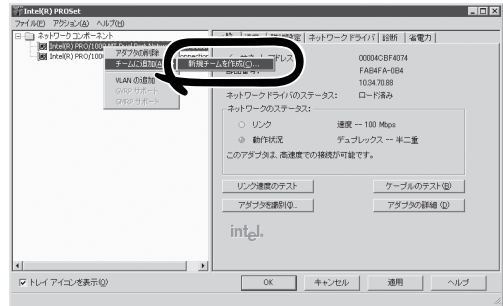 Intel(R) PROSet
ファイル(F) アクション(A) ヘルプ(H)
ネットワークコンポーネント
Intel(R) PRO/1000 MT Dual Port
Intel(R) PRO/
アダプタの削除
チームに追加(A)
新規チームを作成(C)...
VLAN の追加
GVRP サポート
GMRP サポート
ネットワークドライバ 診断 省電力
00004CBF4074
FAB4FA-0B4
10.34.70.88
ネットワークドライバのステータス: ロード済み
ネットワークのステータス:
リンク 速度 -- 100 Mbps
動作状況 デュプレックス -- 半二重
このアダプタは、高速度での接続が可能です。
リンク速度のテスト ケーブルのテスト(B)
アダプタを識別(I)... アダプタの詳細(D)
intel.
トレイ アイコンを表示(Q)
OK キャンセル 適用 ヘルプ